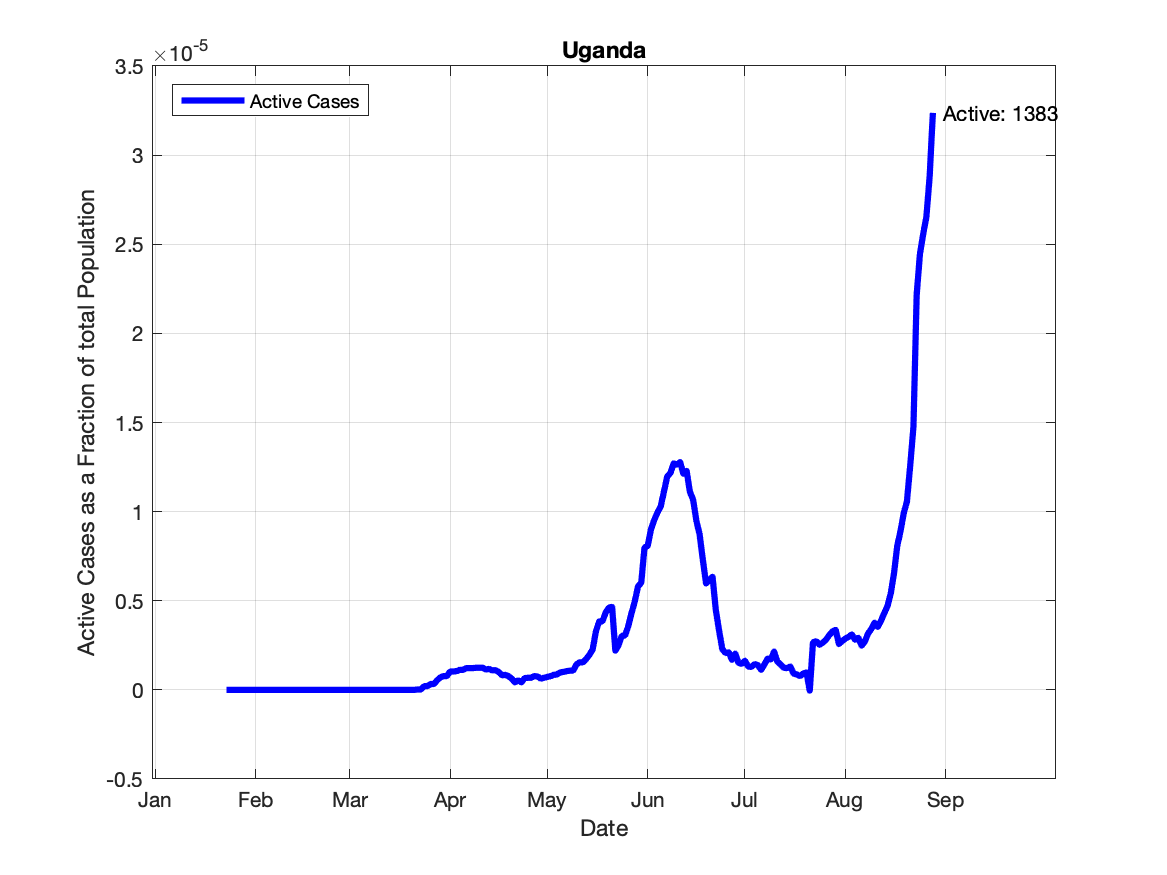 Uganda
×10-5
Active Cases
Active: 1383
3.5
3
2.5
2
1.5
1
0.5
0
-0.5
Active Cases as a Fraction of total Population
Jan Feb Mar Apr May Jun Jul Aug Sep
Date